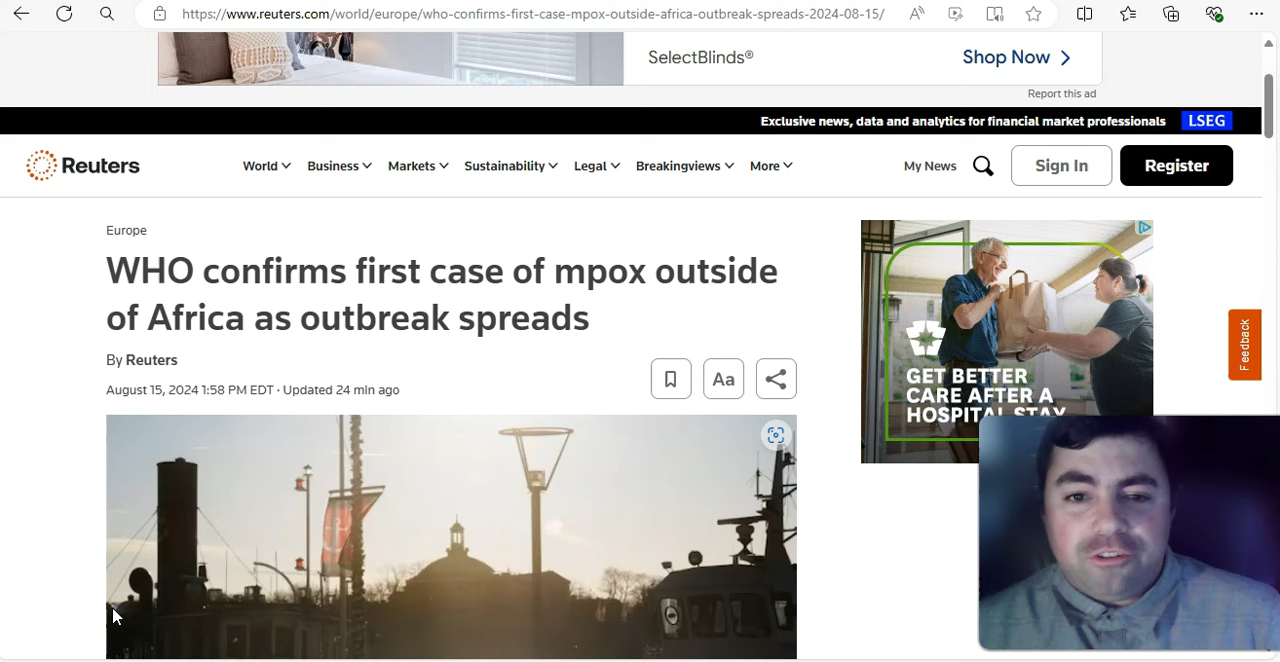 https://www.reuters.com/world/europe/who-confirms-first-case-mpox-outside-africa-outbreak-spreads-2024-08-15/
SelectBlinds®
Shop Now
Report this ad
Exclusive news, data and analytics for financial market professionals LSEG
Reuters
World Business Markets Sustainability Legal Breakingviews More
My News
Sign In
Register
Europe
WHO confirms first case of mpox outside
of Africa as outbreak spreads
By Reuters
August 15, 2024 1:58 PM EDT · Updated 24 min ago
Aa
GET BETTER
CARE AFTER A
HOSPITAL STAY
Feedback